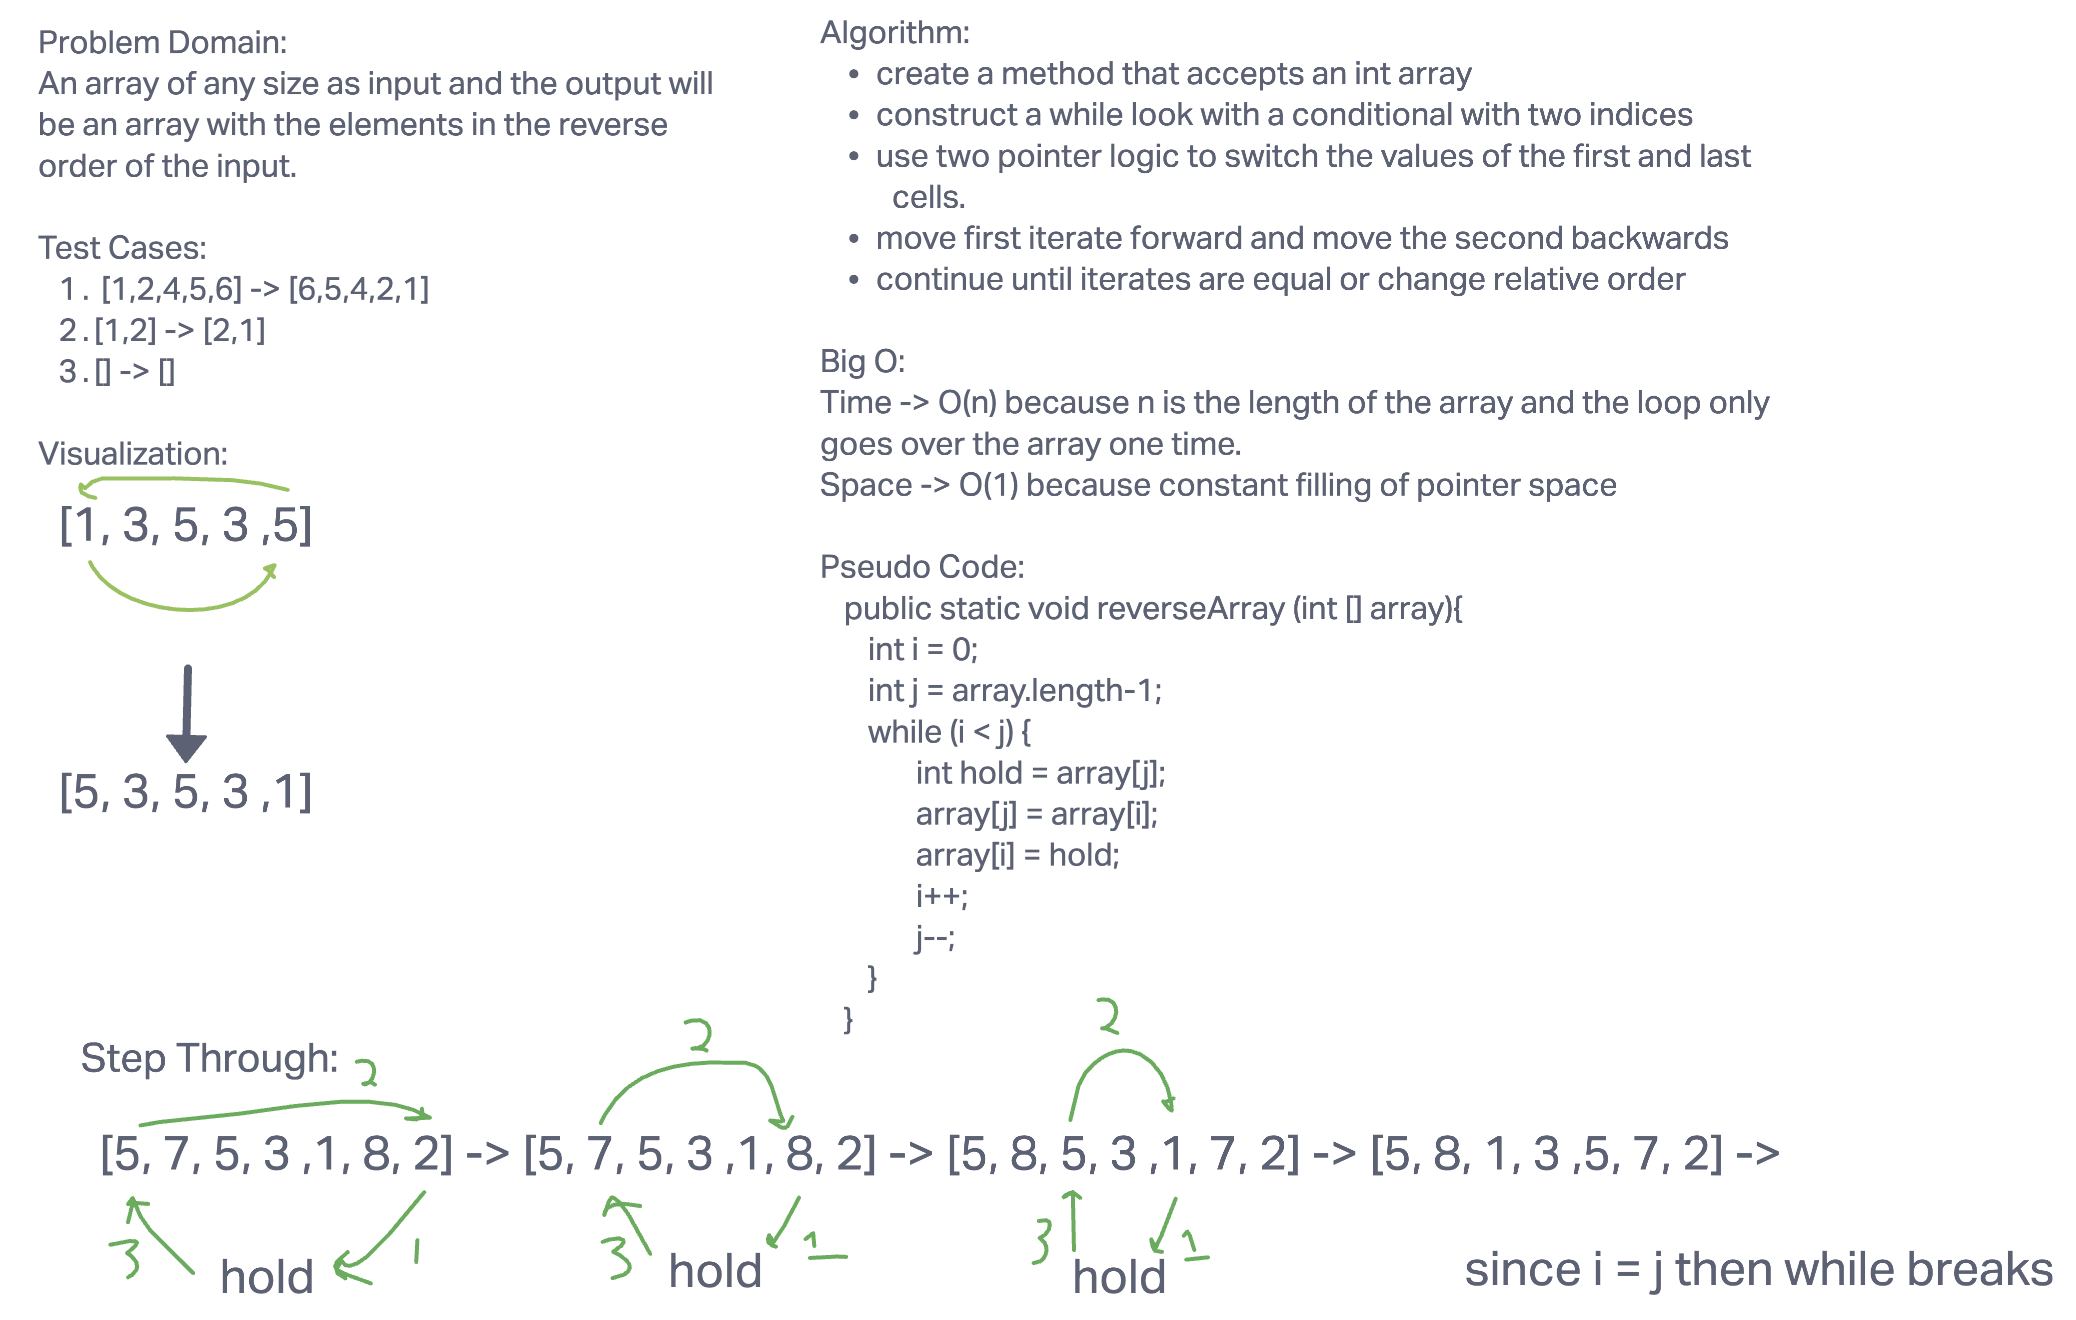 Problem Domain:
An array of any size as input and the output will
be an array with the elements in the reverse
order of the input.
Test Cases:
1. [1,2,4,5,6] -> [6,5,4,2,1]
2.[1,2] -> [2,1]
3.[] -> []
Visualization:
[1, 3, 5, 3 ,5]
[5, 3, 5, 3 ,1]
Algorithm:
• create a method that accepts an int array
• construct a while look with a conditional with two indices
• use two pointer logic to switch the values of the first and last
cells.
• move first iterate forward and move the second backwards
• continue until iterates are equal or change relative order
Big O:
Time -> O(n) because n is the length of the array and the loop only
goes over the array one time.
Space -> O(1) because constant filling of pointer space
Pseudo Code:
public static void reverseArray (int [] array){
int i = 0;
int j = array.length-1;
while (i < j) {
int hold = array[j];
array[j] = array[i];
array[i] = hold;
i++;
j--;
}
}
Step Through:
2 2 2
[5, 7, 5, 3 ,1, 8, 2] -> [5, 7, 5, 3 ,1, 8, 2] -> [5, 8, 5, 3 ,1, 7, 2] -> [5, 8, 1, 3 ,5, 7, 2] ->
3 1 3 1 3 1
hold hold hold since i = j then while breaks